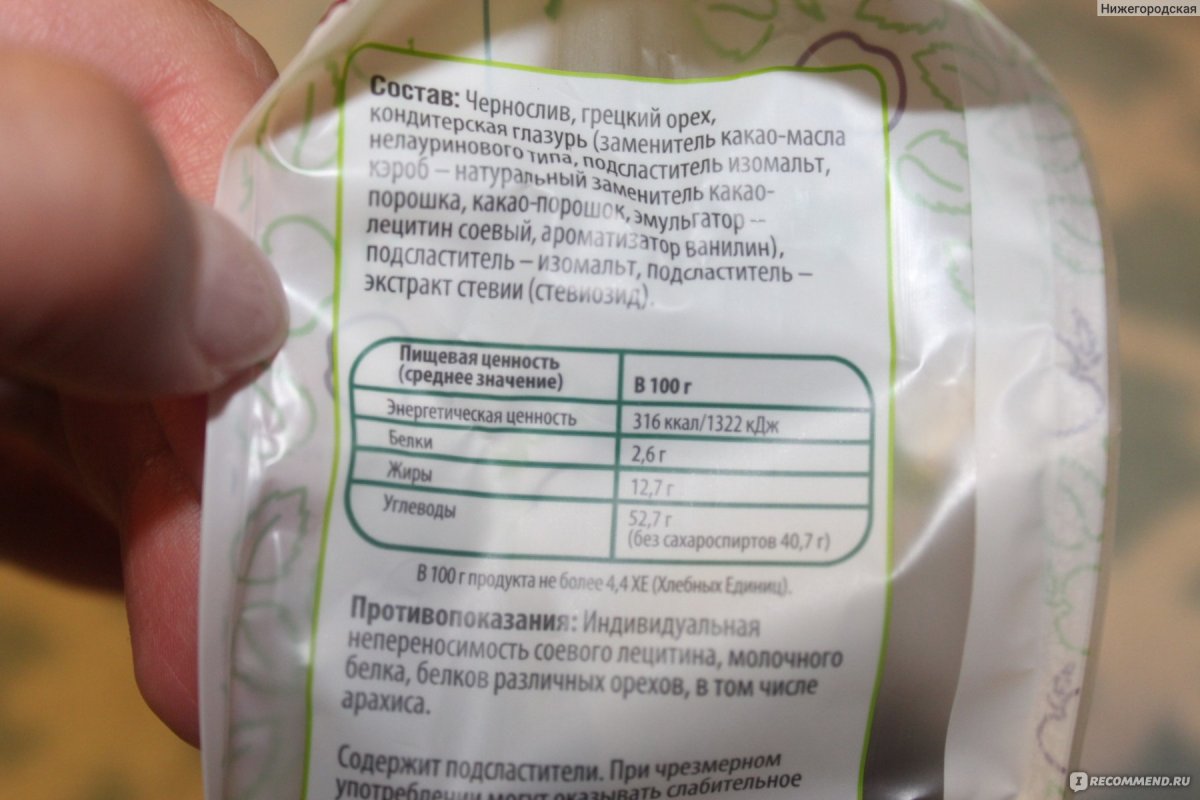 Нижегородская
Состав: Чернослив, грецкий орех,
кондитерская глазурь (заменитель какао-масла
нелауринового типа, подсластитель изомальт,
кэроб – натуральный заменитель какао-
порошка, какао-порошок, эмульгатор --
лецитин соевый, ароматизатор ванилин),
подсластитель – изомальт, подсластитель –
экстракт стевии (стевиозид).
Пищевая ценность
(среднее значение)
В 100 г
Энергетическая ценность
316 ккал/1322 кДж
Белки
2,6 г
Жиры
12,7 г
Углеводы
52,7 г
(без сахароспиртов 40,7 г)
В 100 г продукта не более 4,4 ХЕ (Хлебных Единиц).
Противопоказания: Индивидуальная
непереносимость соевого лецитина, молочного
белка, белков различных орехов, в том числе
арахиса.
Содержит подсластители. При чрезмерном
употреблении могут оказывать слабительное
IRECOMMEND.RU